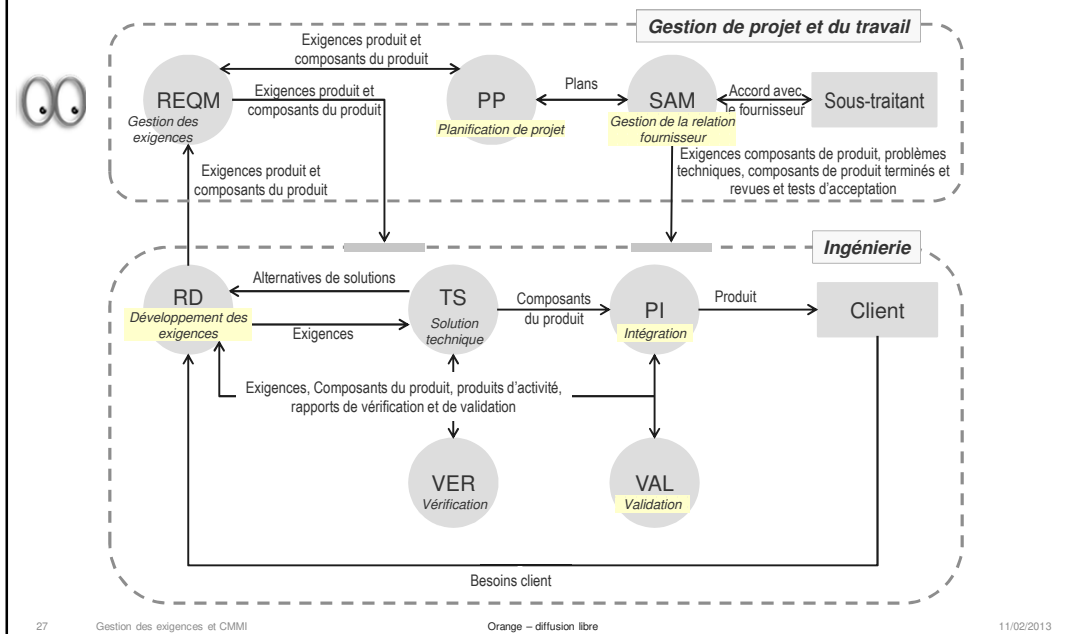 Gestion de projet et du travail
Exigences produit et
composants du produit
REQM
Gestion des
exigences
Exigences produit et
composants du produit
PP
Planification de projet
Plans
SAM
Gestion de la relation
fournisseur
Accord avec
le fournisseur
Sous-traitant
Exigences produit et
composants du produit
Exigences composants de produit, problèmes
techniques, composants de produit terminés et
revues et tests d’acceptation
Ingénierie
RD
Développement des
exigences
Alternatives de solutions
Exigences
TS
Solution
technique
Composants
du produit
PI
Intégration
Produit
Client
Exigences, Composants du produit, produits d’activité,
rapports de vérification et de validation
VER
Vérification
VAL
Validation
Besoins client
27 Gestion des exigences et CMMI Orange – diffusion libre 11/02/2013